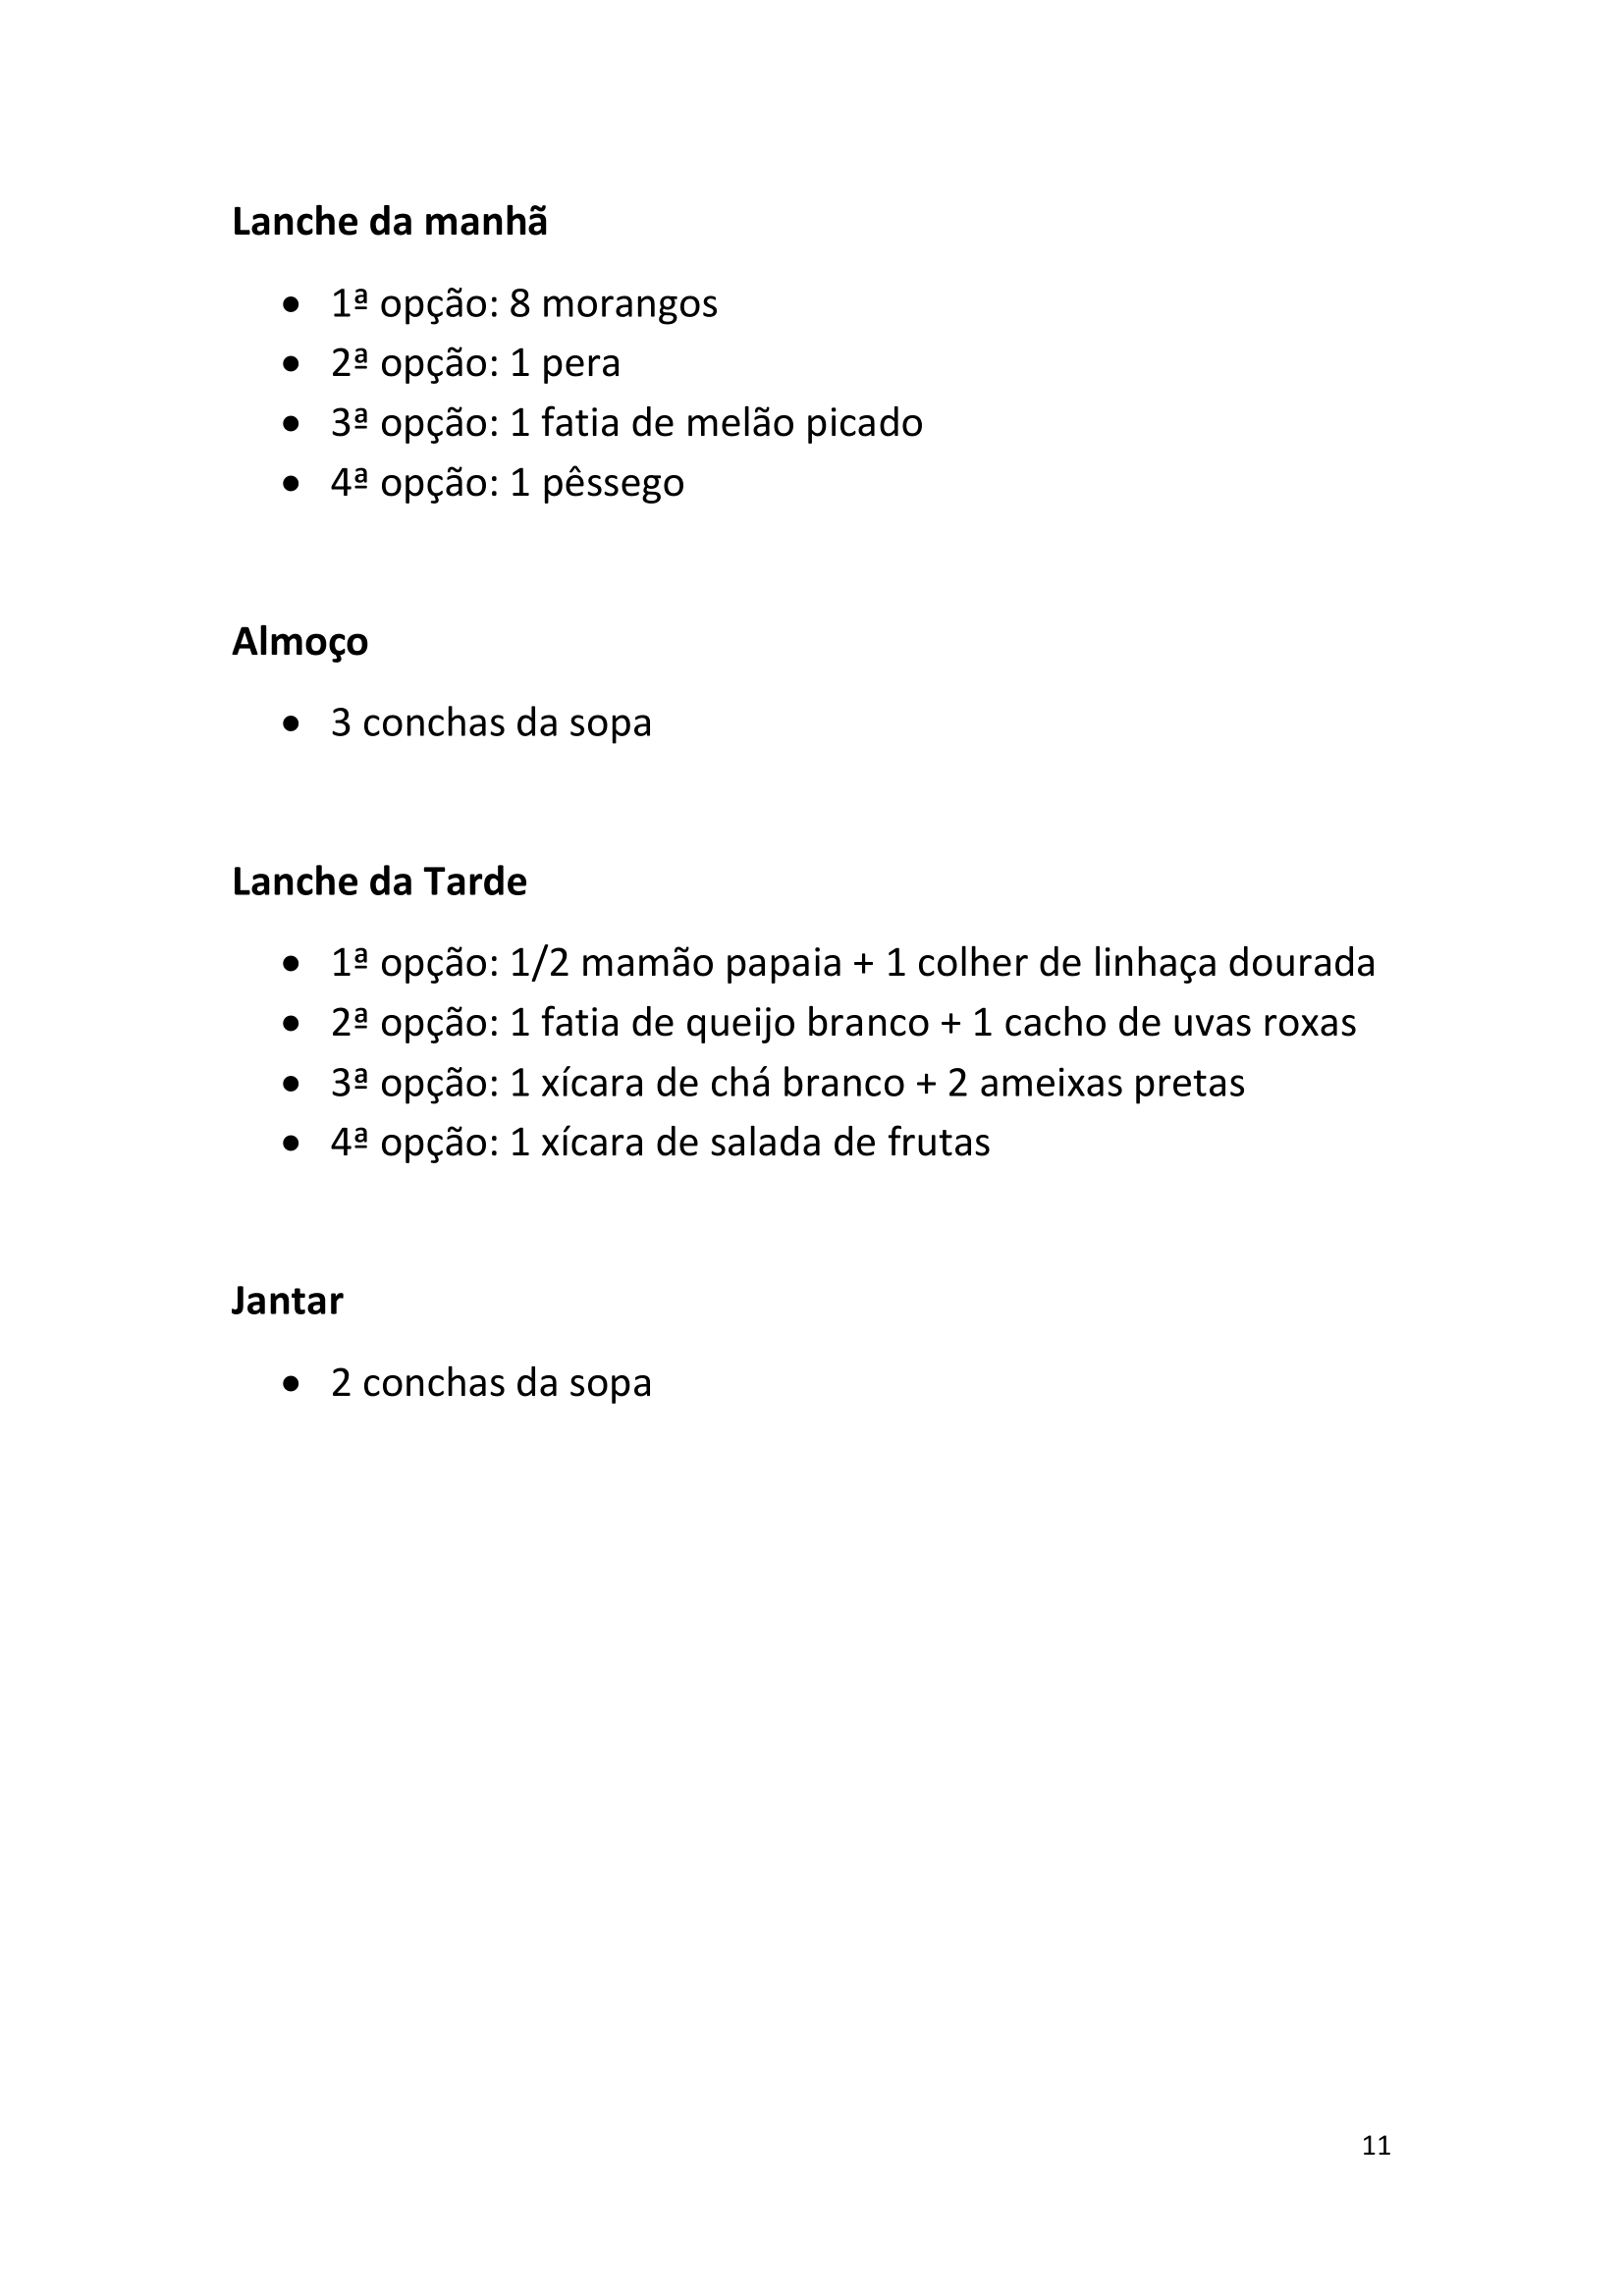 Lanche da manhã
• 1ª opção: 8 morangos
• 2ª opção: 1 pera
• 3ª opção: 1 fatia de melão picado
• 4ª opção: 1 pêssego
Almoço
• 3 conchas da sopa
Lanche da Tarde
• 1ª opção: 1/2 mamão papaia + 1 colher de linhaça dourada
• 2ª opção: 1 fatia de queijo branco + 1 cacho de uvas roxas
• 3ª opção: 1 xícara de chá branco + 2 ameixas pretas
• 4ª opção: 1 xícara de salada de frutas
Jantar
• 2 conchas da sopa
11